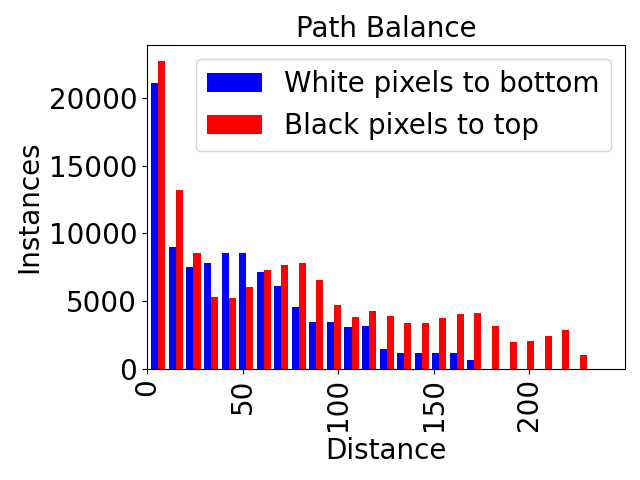 Path Balance
White pixels to bottom
Black pixels to top
Instances
20000
15000
10000
5000
0
0
50
100
150
200
Distance